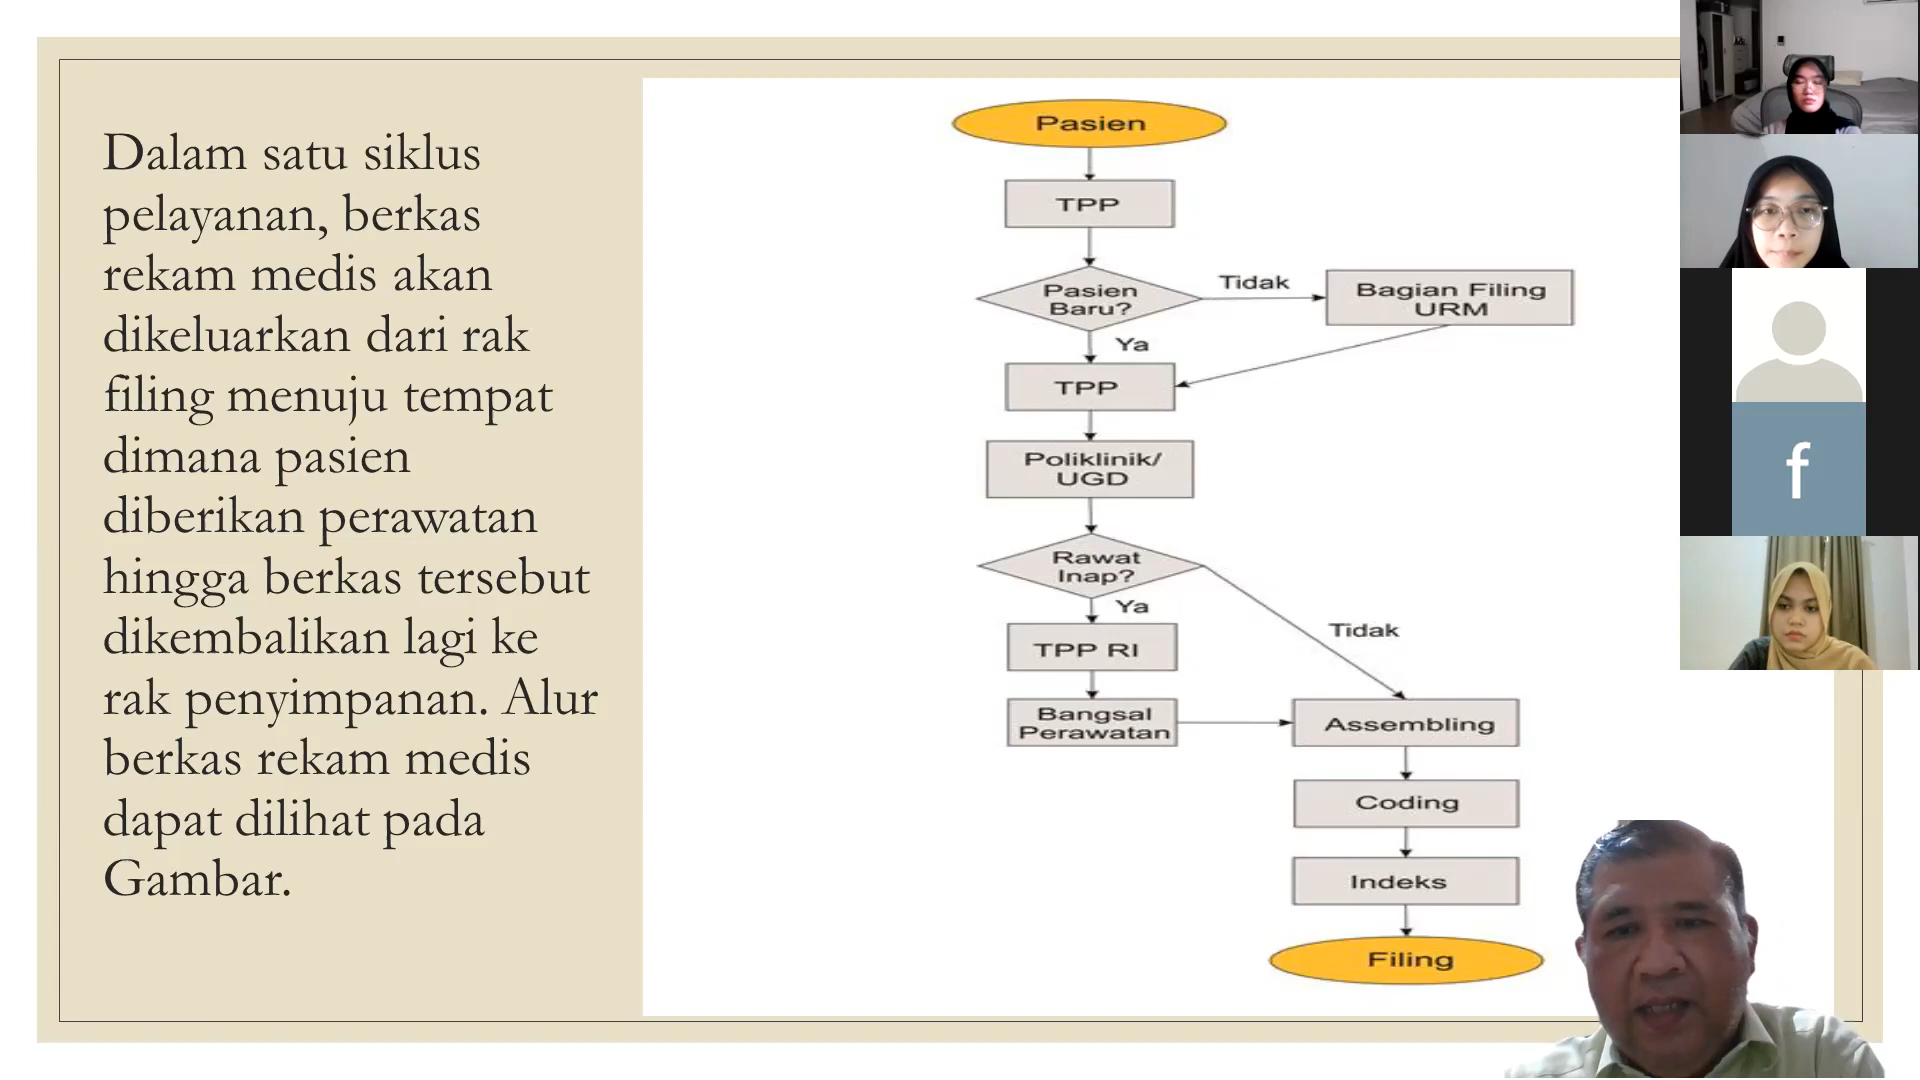 Dalam satu siklus
pelayanan, berkas
rekam medis akan
dikeluarkan dari rak
filing menuju tempat
dimana pasien
diberikan perawatan
hingga berkas tersebut
dikembalikan lagi ke
rak penyimpanan. Alur
berkas rekam medis
dapat dilihat pada
Gambar.
Pasien
TPP
Pasien
Baru?
Tidak
Bagian Filing
URM
Ya
TPP
Poliklinik/
UGD
Rawat
Inap?
Ya
Tidak
TPP RI
Bangsal
Perawatan
Assembling
Coding
Indeks
Filing
f